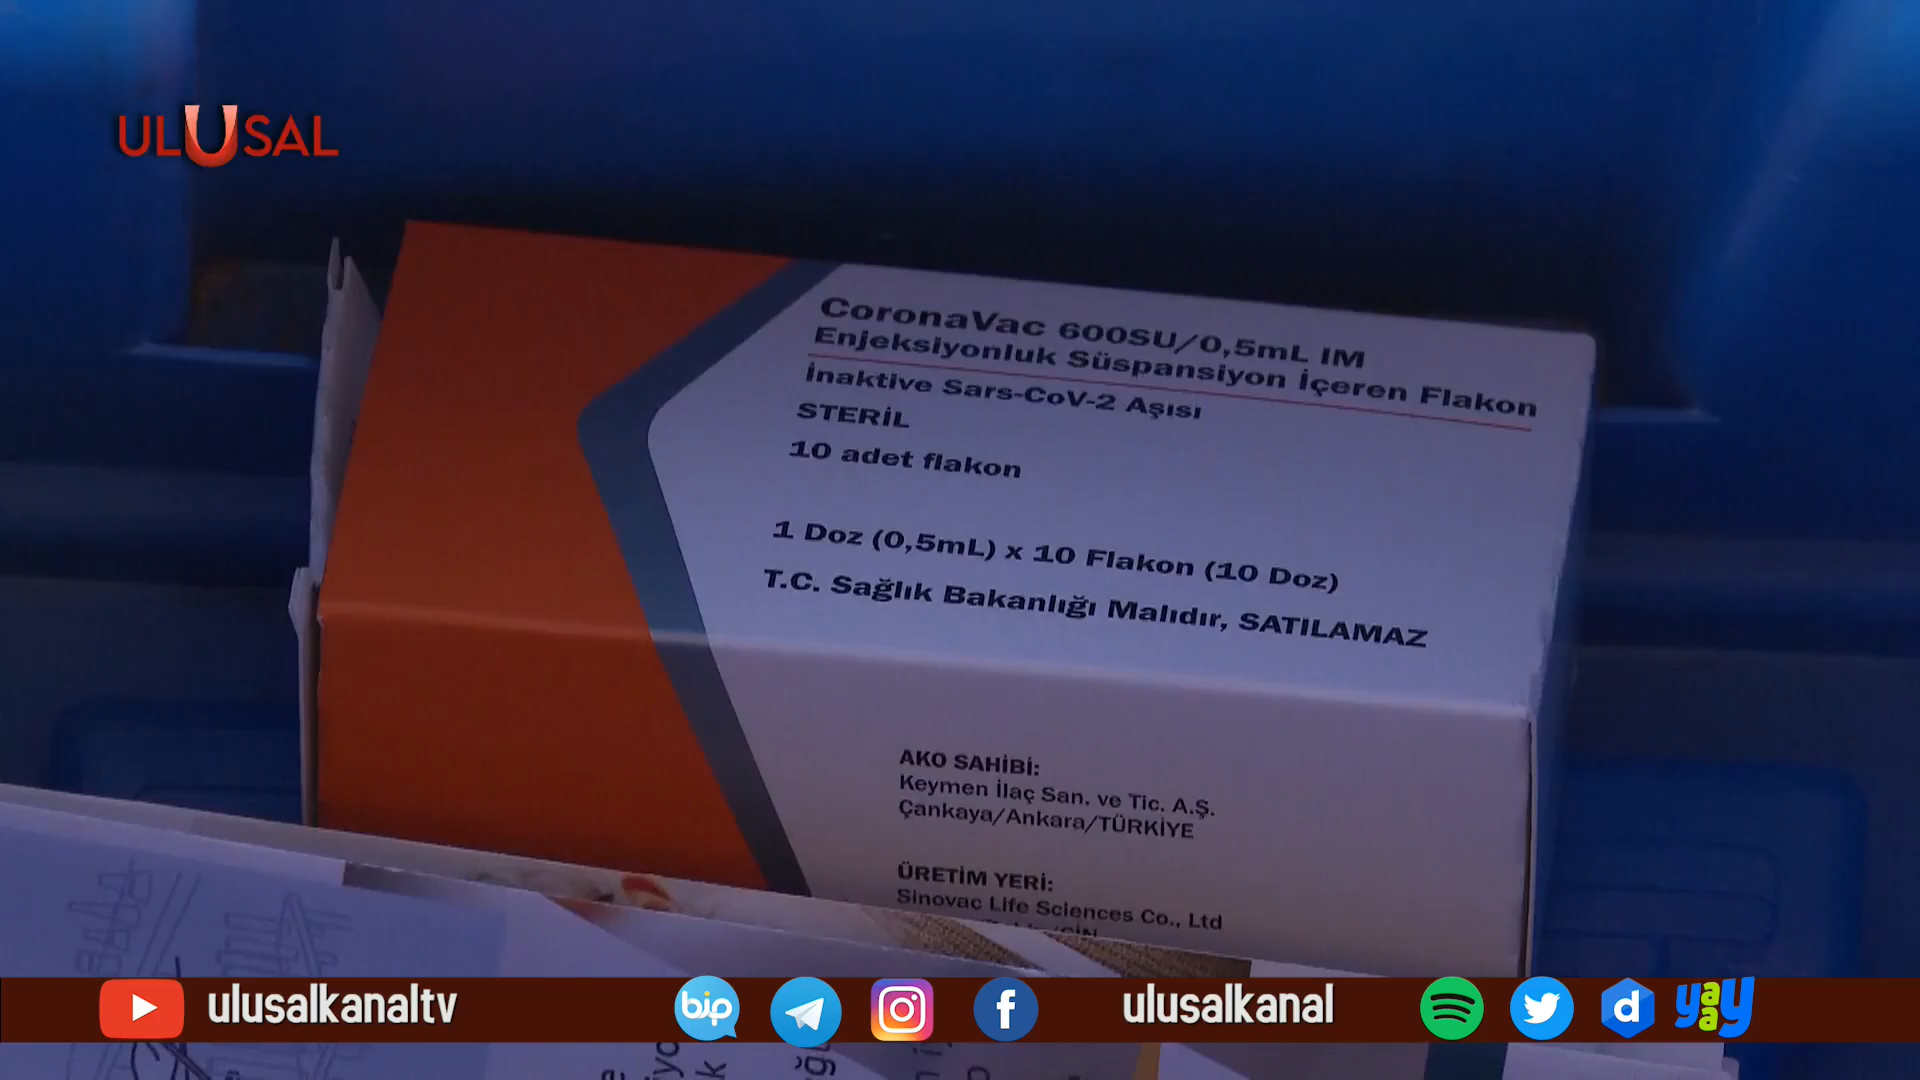 ULUSAL
CoronaVac 600SU/0,5mL IM
Enjeksiyonluk Süspansiyon İçeren Flakon
İnaktive Sars-CoV-2 Aşısı
STERİL
10 adet flakon
1 Doz (0,5mL) x 10 Flakon (10 Doz)
T.C. Sağlık Bakanlığı Malıdır, SATILAMAZ
AKO SAHİBİ:
Keymen İlaç San. ve Tic. A.Ş.
Çankaya/Ankara/TÜRKİYE
ÜRETİM YERİ:
Sinovac Life Sciences Co., Ltd
ulusalkanaltv
bip
ulusalkanal
yaay